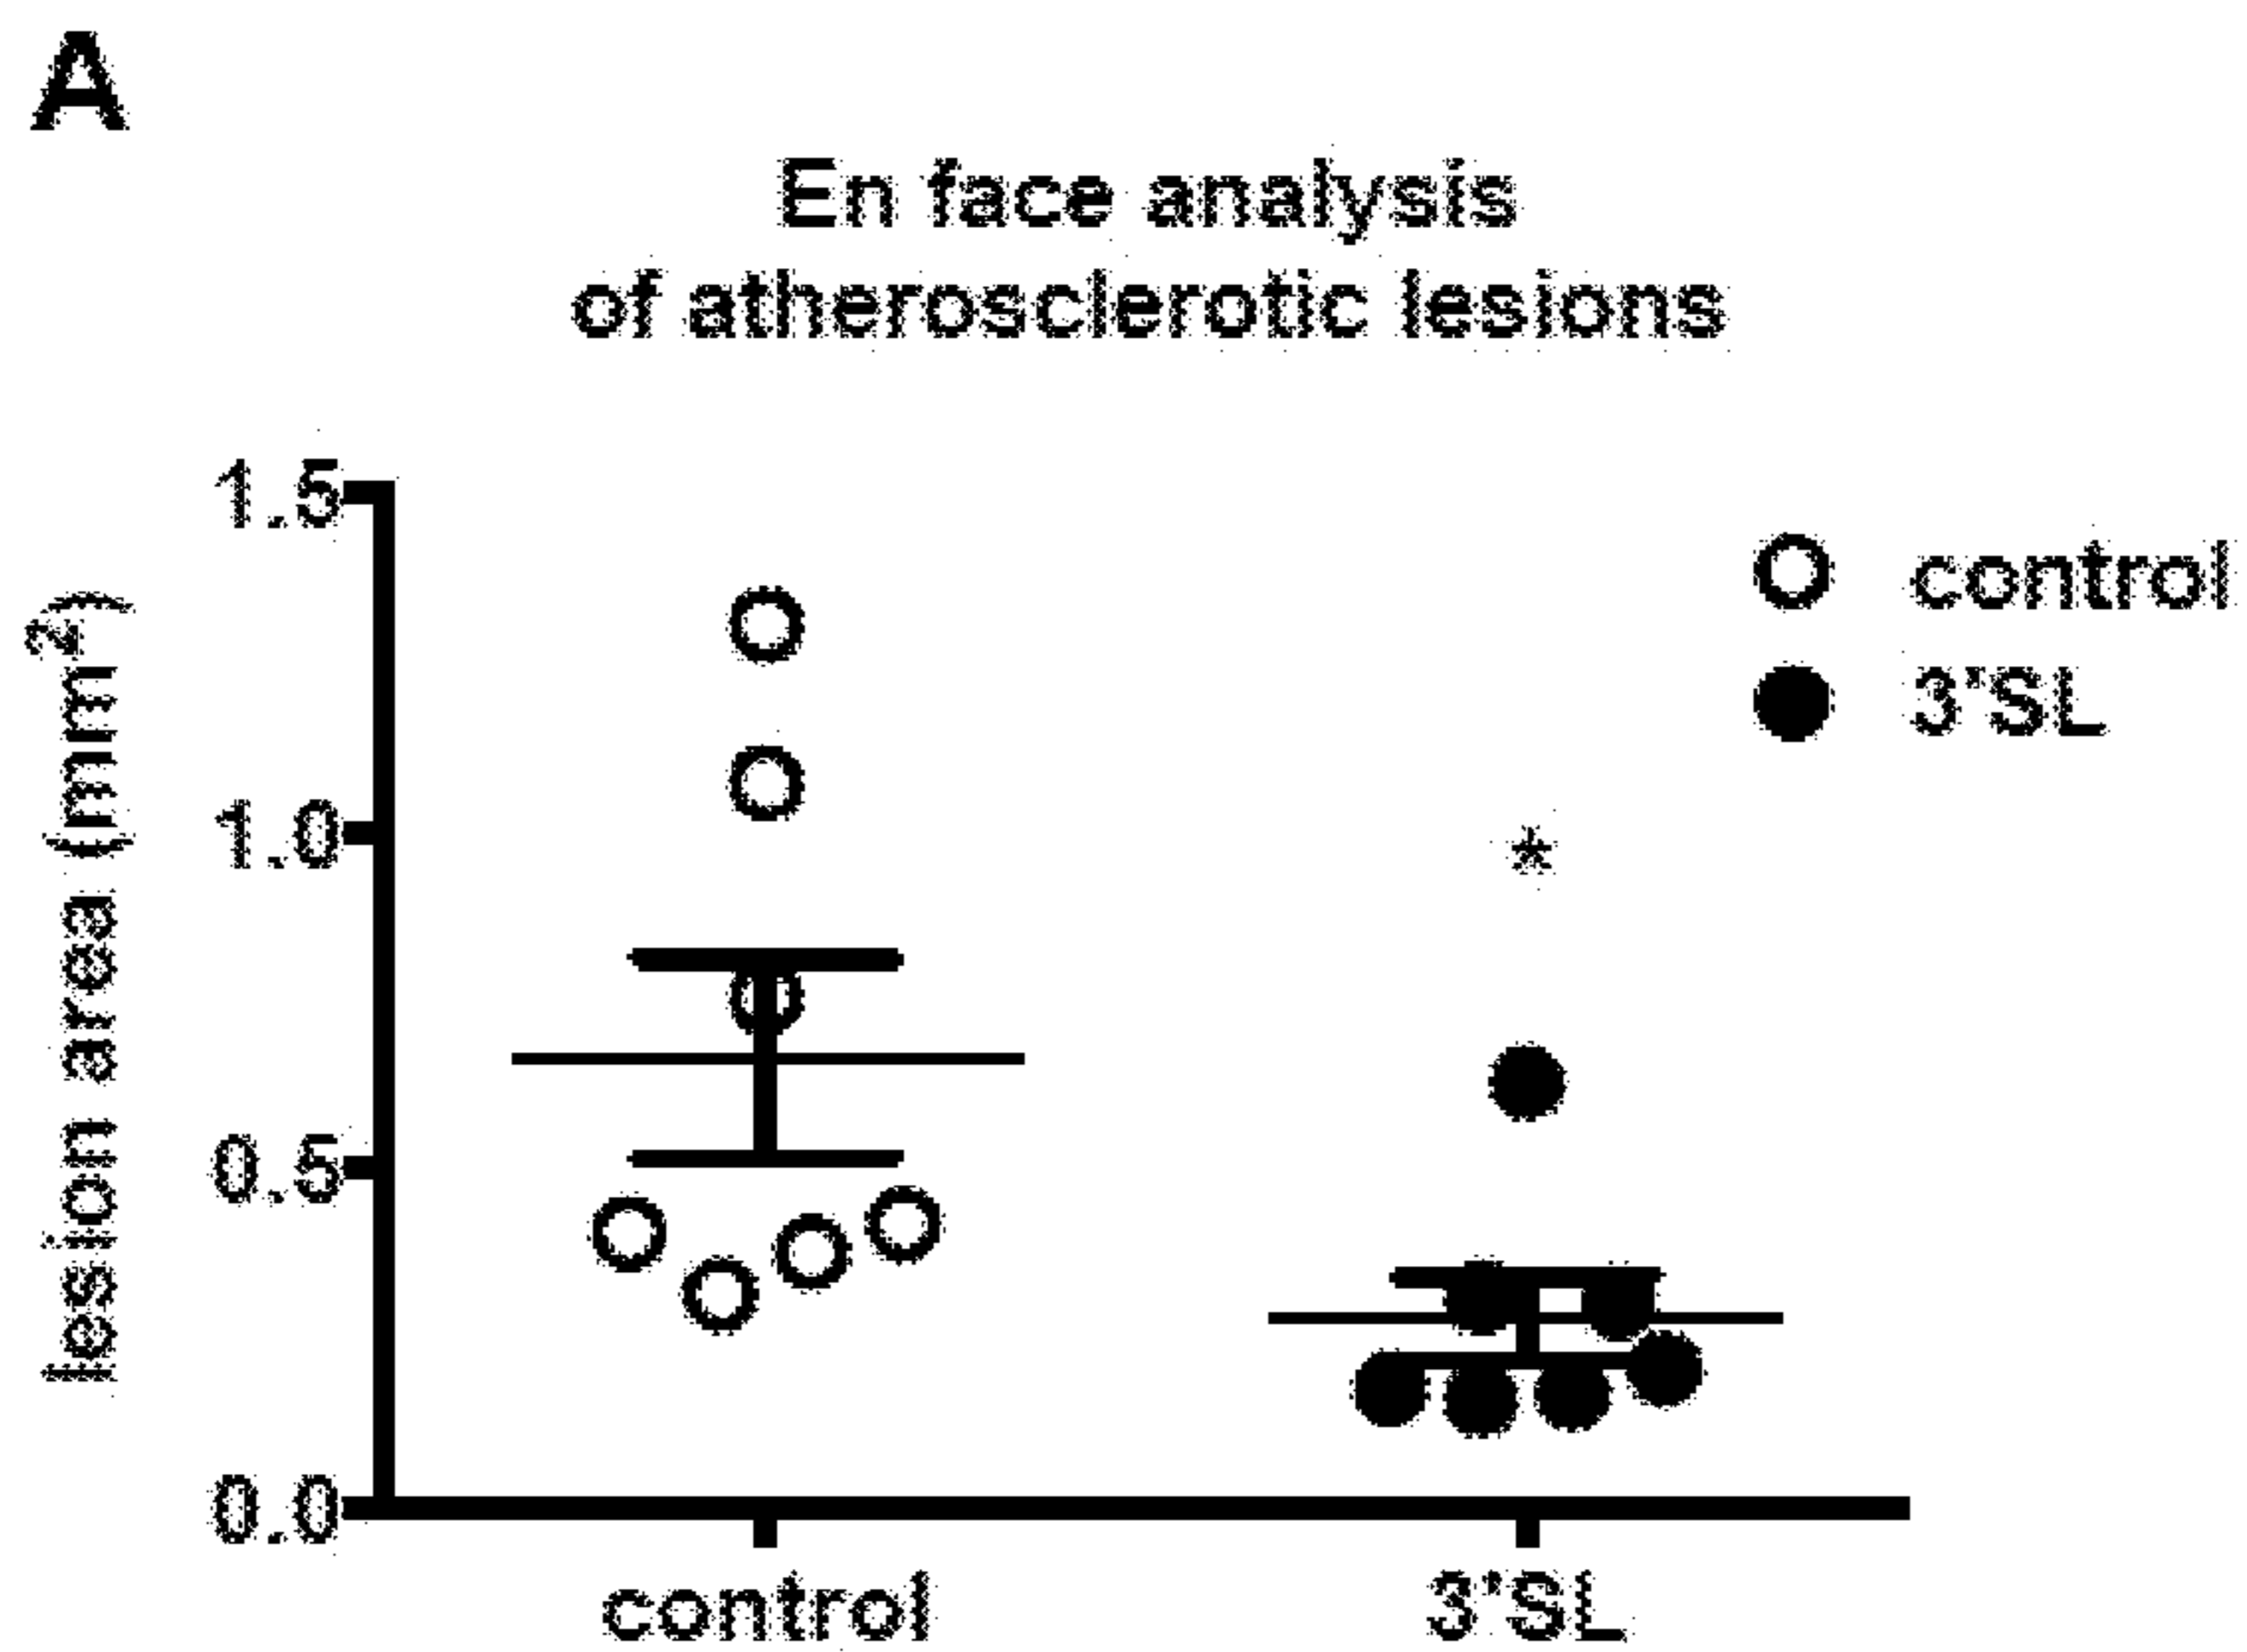 A
En face analysis
of atherosclerotic lesions
lesion area (mm²)
1.5
1.0
0.5
0.0
control
3'SL
*
control
3'SL